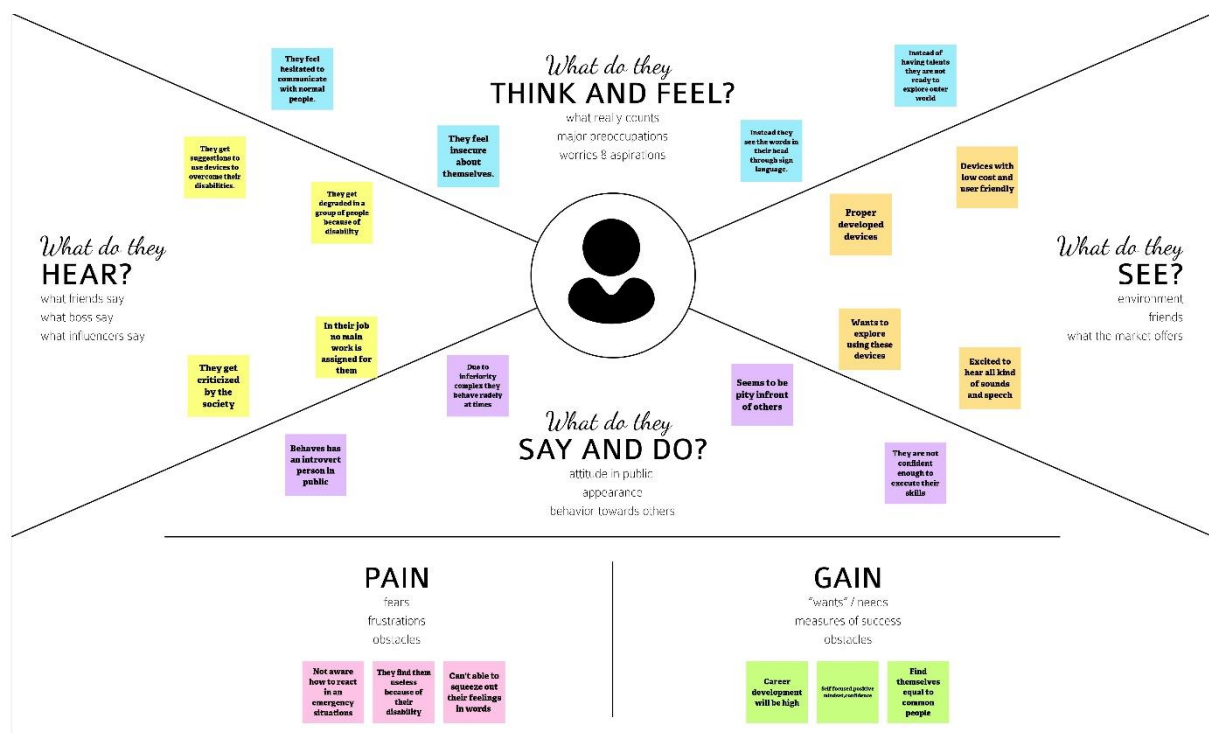 What do they
THINK AND FEEL?
what really counts
major preoccupations
worries & aspirations
They feel
hesitated to
communicate
with normal
people.
They feel
insecure
about
themselves.
Instead they
see the words in
their head
through sign
language.
Instead of
having talents
they are not
ready to
explore outer
world
What do they
HEAR?
what friends say
what boss say
what influencers say
They get
suggestions to
use devices to
overcome their
disabilities.
They get
degraded in a
group of people
because of
disability
In their job
no main
work is
assigned for
them
They get
criticized
by the
society
What do they
SEE?
environment
friends
what the market offers
Devices with
low cost and
user friendly
Proper
developed
devices
Wants to
explore
using these
devices
Excited to
hear all kind
of sounds
and speech
What do they
SAY AND DO?
attitude in public
appearance
behavior towards others
Due to
inferiority
complex they
behave rudely
at times
Behaves has
an introvert
person in
public
Seems to be
pity infront
of others
They are not
confident
enough to
execute their
skills
PAIN
fears
frustrations
obstacles
Not aware
how to react
in an
emergency
situations
They find them
useless
because of
their
disability
Can't able to
squeeze out
their feelings
in words
GAIN
"wants" / needs
measures of success
obstacles
Career
development
will be high
Self focused,positive
mindset,confidence
Find
themselves
equal to
common
people